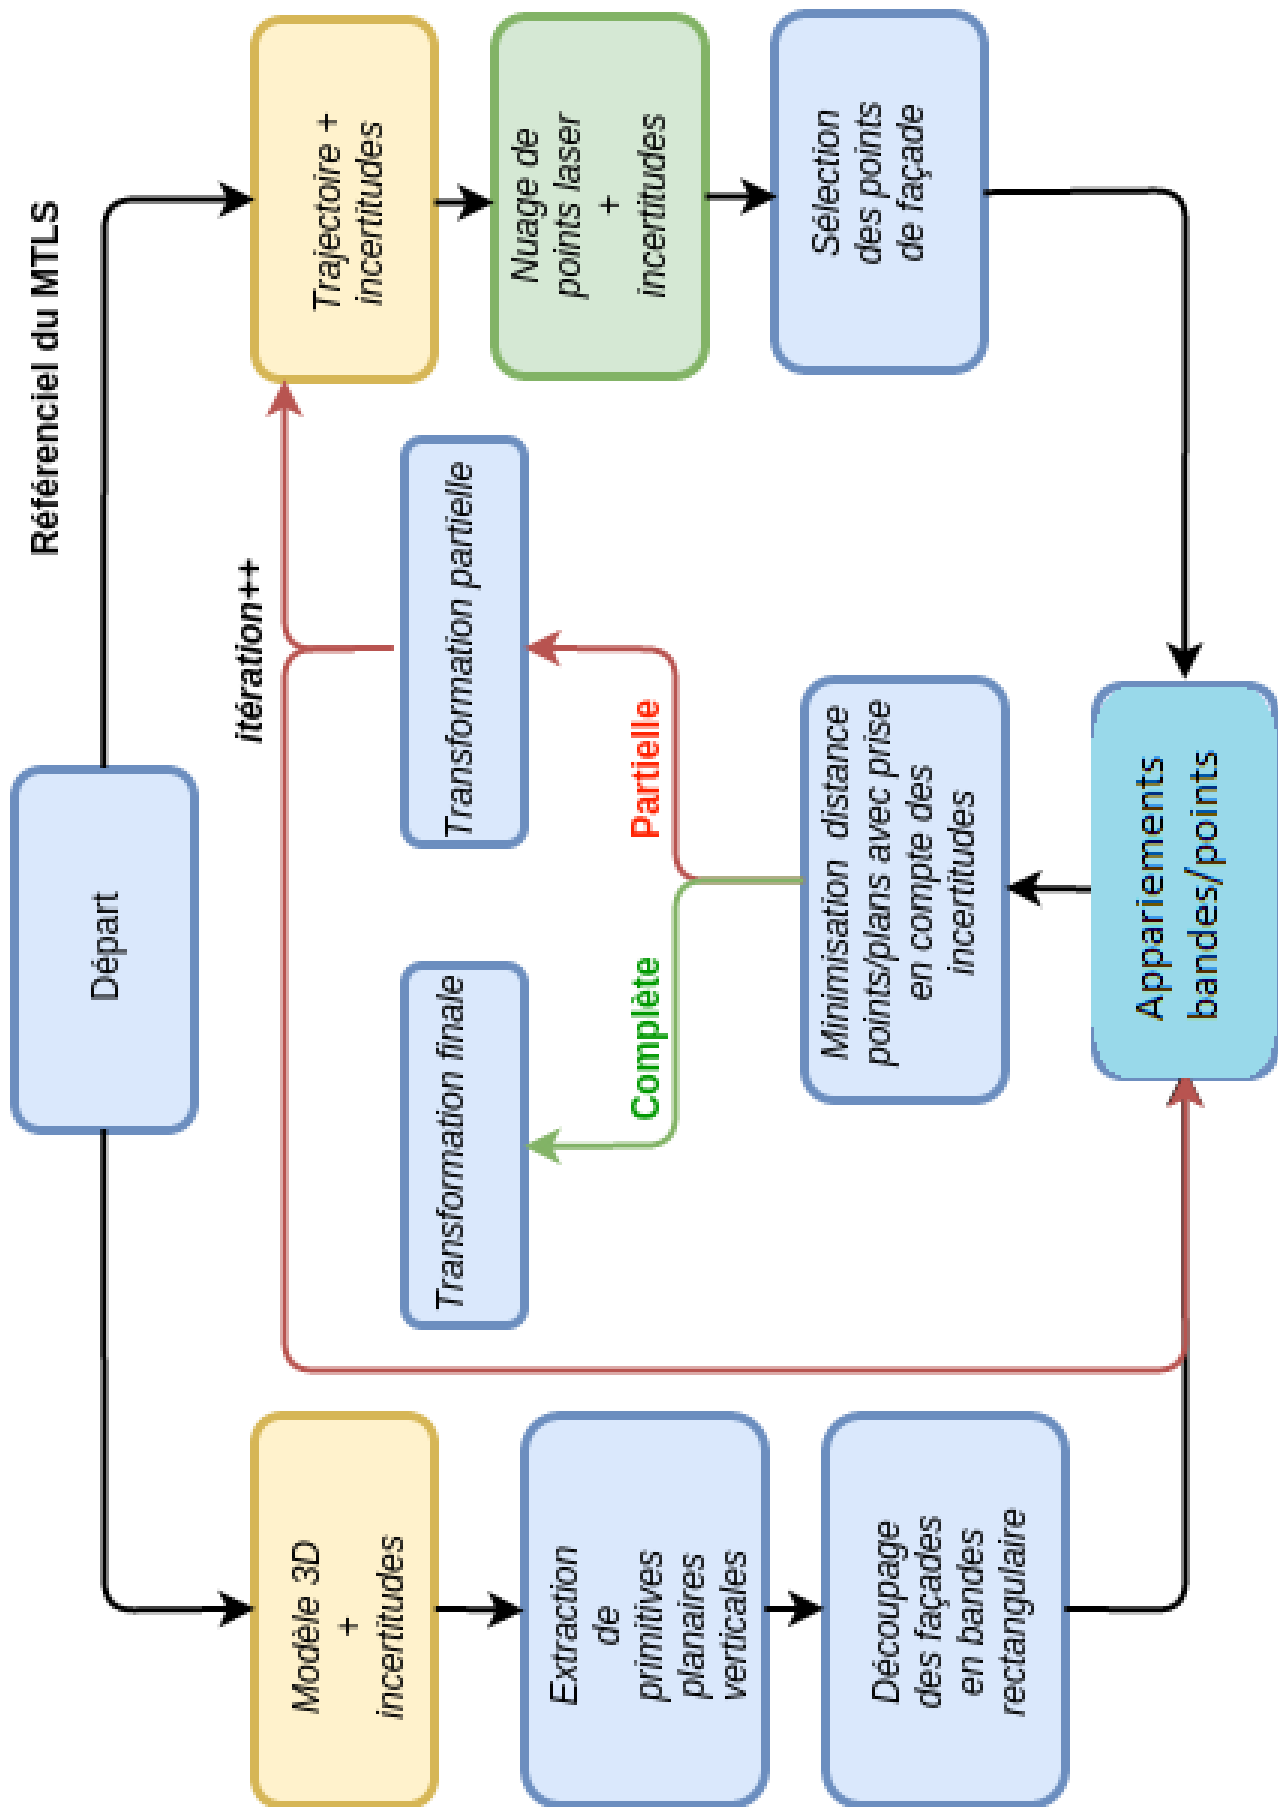 Référenciel du MTLS
Départ
Modèle 3D
+
incertitudes
Extraction
de
primitives
planaires
verticales
Découpage
des façades
en bandes
rectangulaire
itération++
Trajectoire +
incertitudes
Nuage de
points laser
+
incertitudes
Sélection
des points
de façade
Transformation finale
Transformation partielle
Complète
Partielle
Minimisation distance
points/plans avec prise
en compte des
incertitudes
Appariements
bandes/points